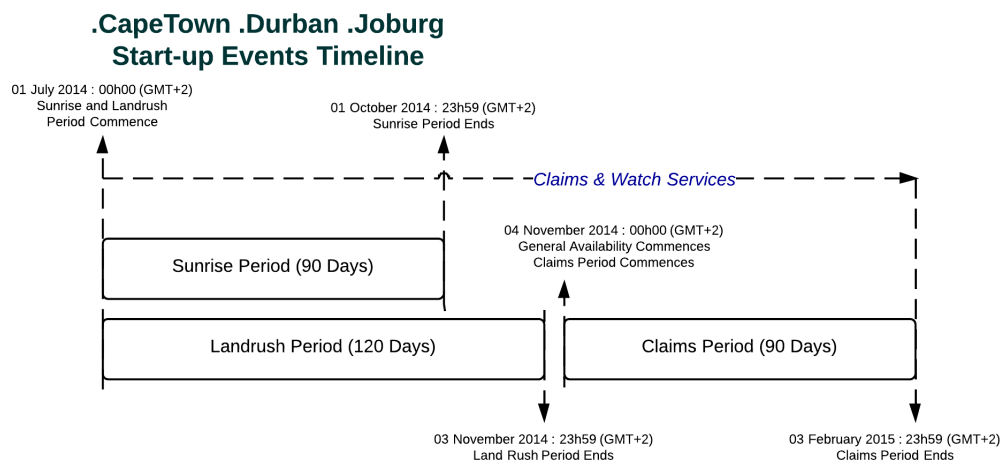 .CapeTown .Durban .Joburg
Start-up Events Timeline
01 July 2014 : 00h00 (GMT+2)
Sunrise and Landrush
Period Commence
01 October 2014 : 23h59 (GMT+2)
Sunrise Period Ends
Claims & Watch Services
04 November 2014 : 00h00 (GMT+2)
General Availability Commences
Claims Period Commences
Sunrise Period (90 Days)
Landrush Period (120 Days)
Claims Period (90 Days)
03 November 2014 : 23h59 (GMT+2)
Land Rush Period Ends
03 February 2015 : 23h59 (GMT+2)
Claims Period Ends